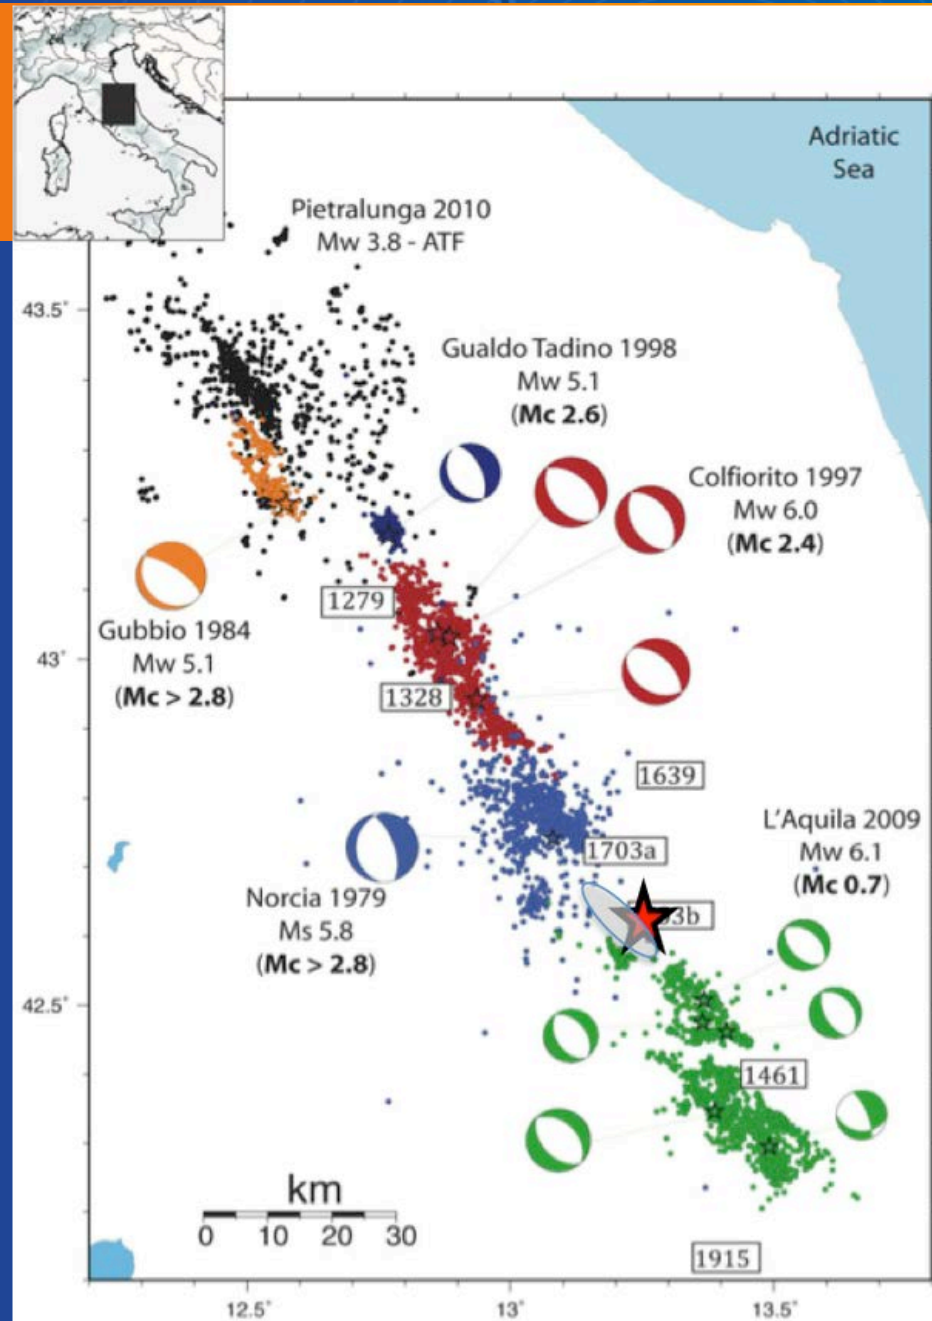 Adriatic
Sea
Pietralunga 2010
Mw 3.8 - ATF
43.5°
Gualdo Tadino 1998
Mw 5.1
(Mc 2.6)
Colfiorito 1997
Mw 6.0
(Mc 2.4)
1279
Gubbio 1984
Mw 5.1
(Mc > 2.8)
43°
1328
1639
L'Aquila 2009
Mw 6.1
(Mc 0.7)
1703a
Norcia 1979
Ms 5.8
(Mc > 2.8)
42.5°
1461
km
0 10 20 30
1915
12.5° 13° 13.5°